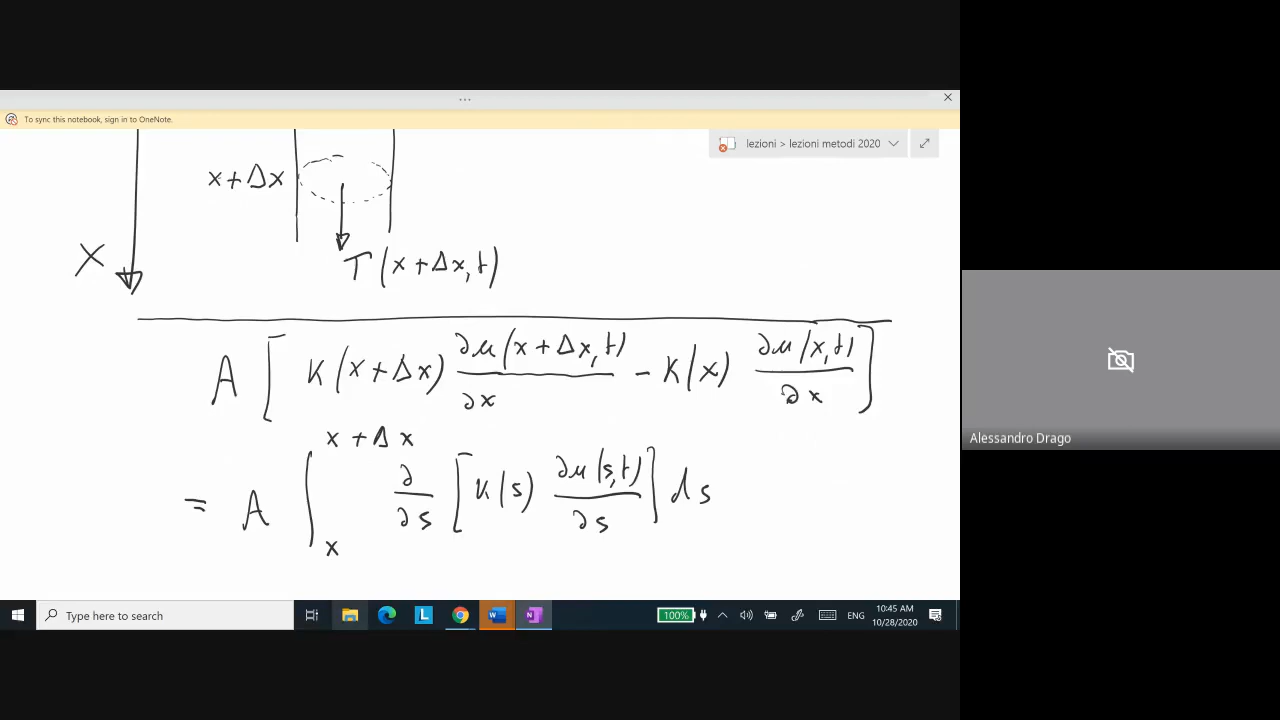 ...
To sync this notebook, sign in to OneNote.
lezioni > lezioni metodi 2020
x + Δx
X
T(x + Δx, t)
A [ K(x + Δx) ∂u(x + Δx, t)/∂x - K(x) ∂u(x, t)/∂x ]
= A ∫_x^{x + Δx} ∂/∂s [ K(s) ∂u(s, t)/∂s ] ds
Alessandro Drago
Type here to search
L
100%
ENG
10:45 AM
10/28/2020